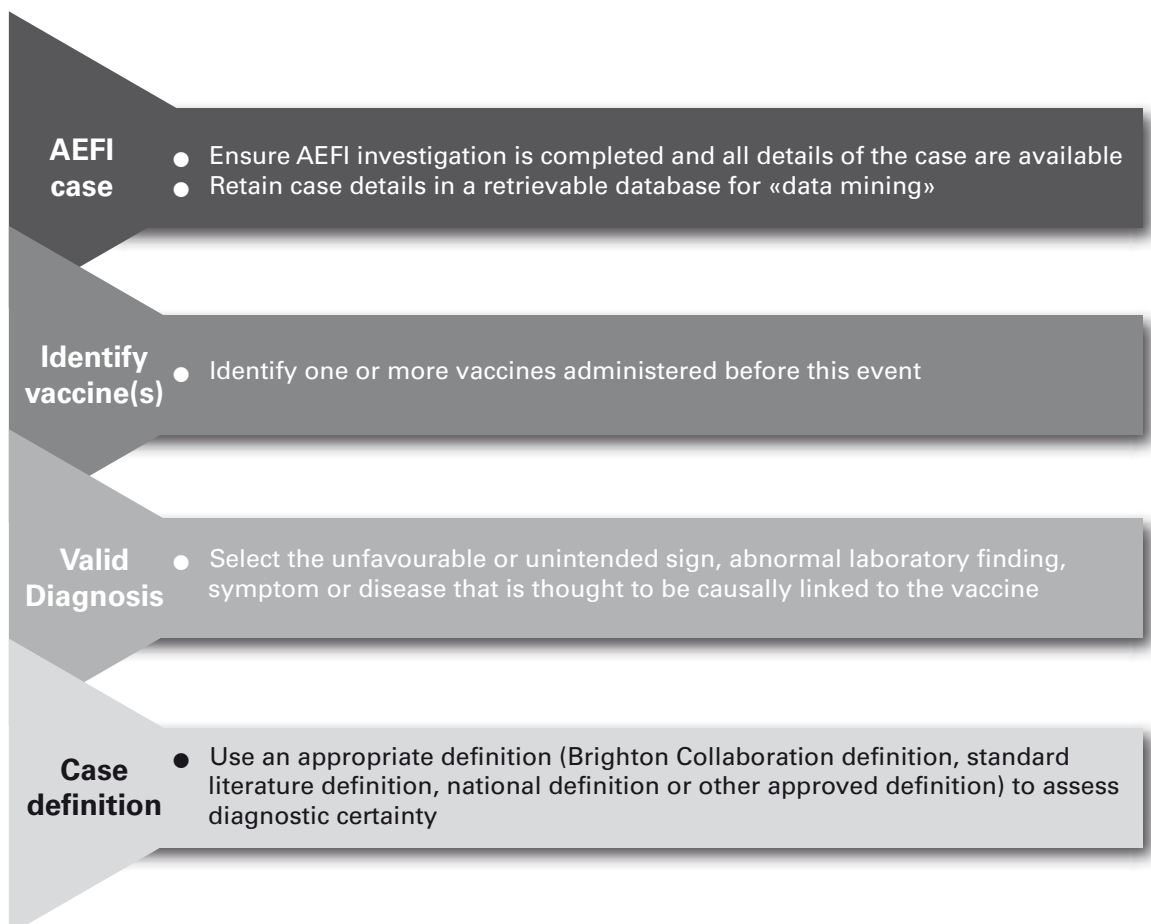 AEFI
case
● Ensure AEFI investigation is completed and all details of the case are available
● Retain case details in a retrievable database for «data mining»
Identify
vaccine(s)
● Identify one or more vaccines administered before this event
Valid
Diagnosis
● Select the unfavourable or unintended sign, abnormal laboratory finding,
symptom or disease that is thought to be causally linked to the vaccine
Case
definition
● Use an appropriate definition (Brighton Collaboration definition, standard
literature definition, national definition or other approved definition) to assess
diagnostic certainty